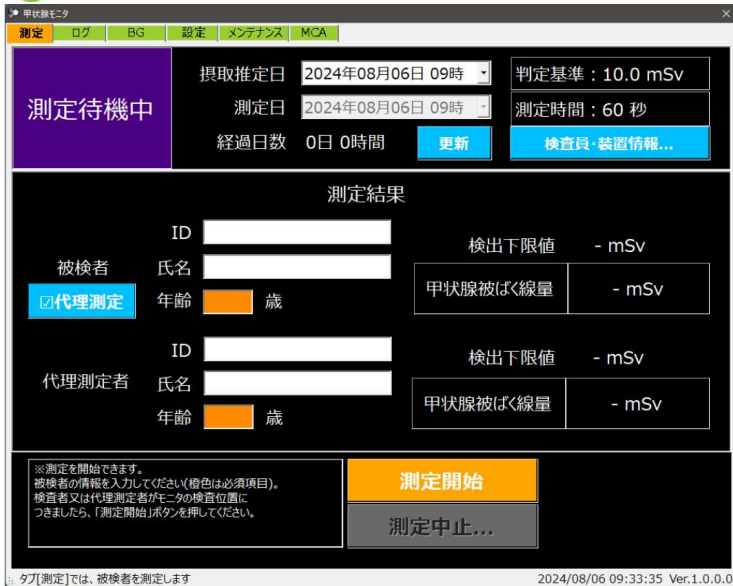 甲状腺モニタ
測定 ログ BG 設定 メンテナンス MCA
測定待機中
摂取推定日 2024年08月06日 09時
測定日 2024年08月06日 09時
経過日数 0日 0時間 更新
判定基準：10.0 mSv
測定時間：60 秒
検査員・装置情報...
測定結果
被検者
☑代理測定
ID
氏名
年齢 歳
検出下限値 - mSv
甲状腺被ばく線量 - mSv
代理測定者
ID
氏名
年齢 歳
検出下限値 - mSv
甲状腺被ばく線量 - mSv
※測定を開始できます。
被検者の情報を入力してください(橙色は必須項目)。
検査者又は代理測定者がモニタの検査位置に
つきましたら、「測定開始」ボタンを押してください。
測定開始
測定中止...
タブ[測定]では、被検者を測定します
2024/08/06 09:33:35 Ver.1.0.0.0